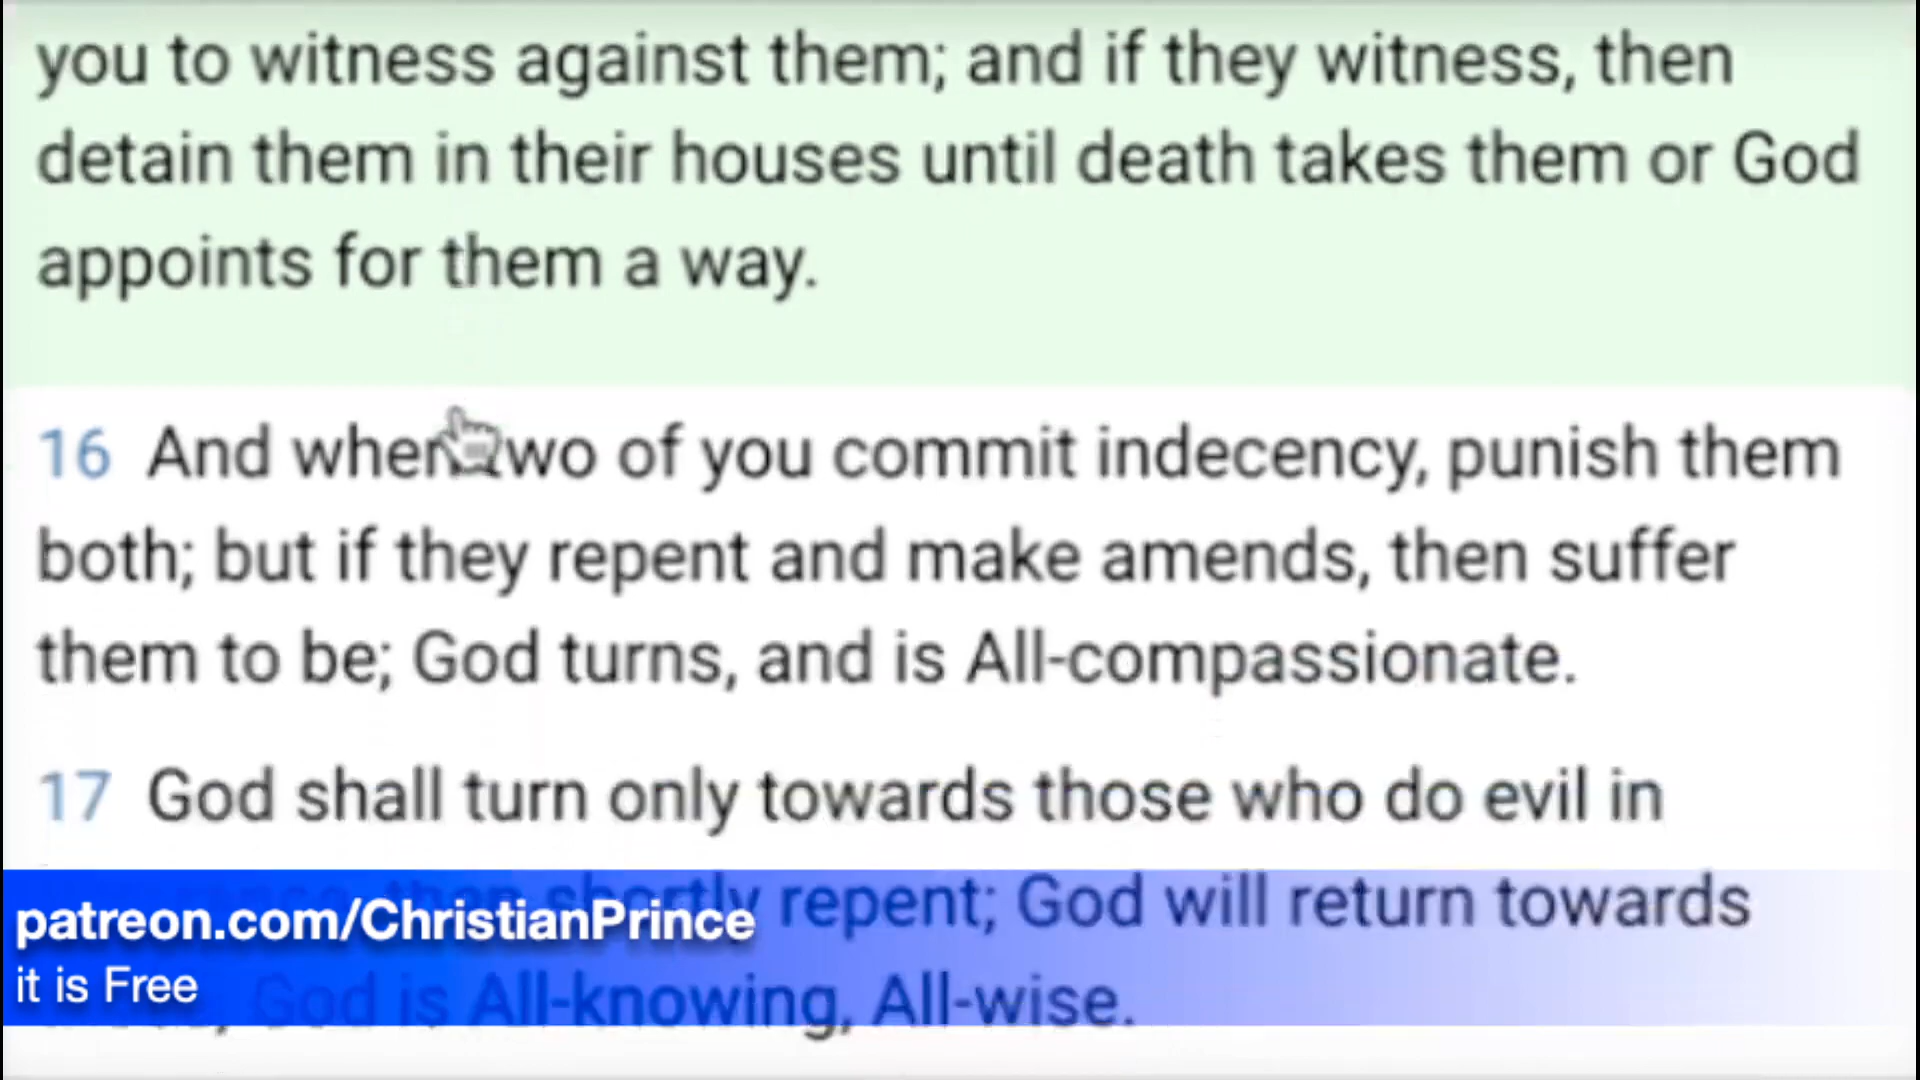 you to witness against them; and if they witness, then
detain them in their houses until death takes them or God
appoints for them a way.
16 And when two of you commit indecency, punish them
both; but if they repent and make amends, then suffer
them to be; God turns, and is All-compassionate.
17 God shall turn only towards those who do evil in
then shortly repent; God will return towards
God is All-knowing, All-wise.
patreon.com/ChristianPrince
it is Free